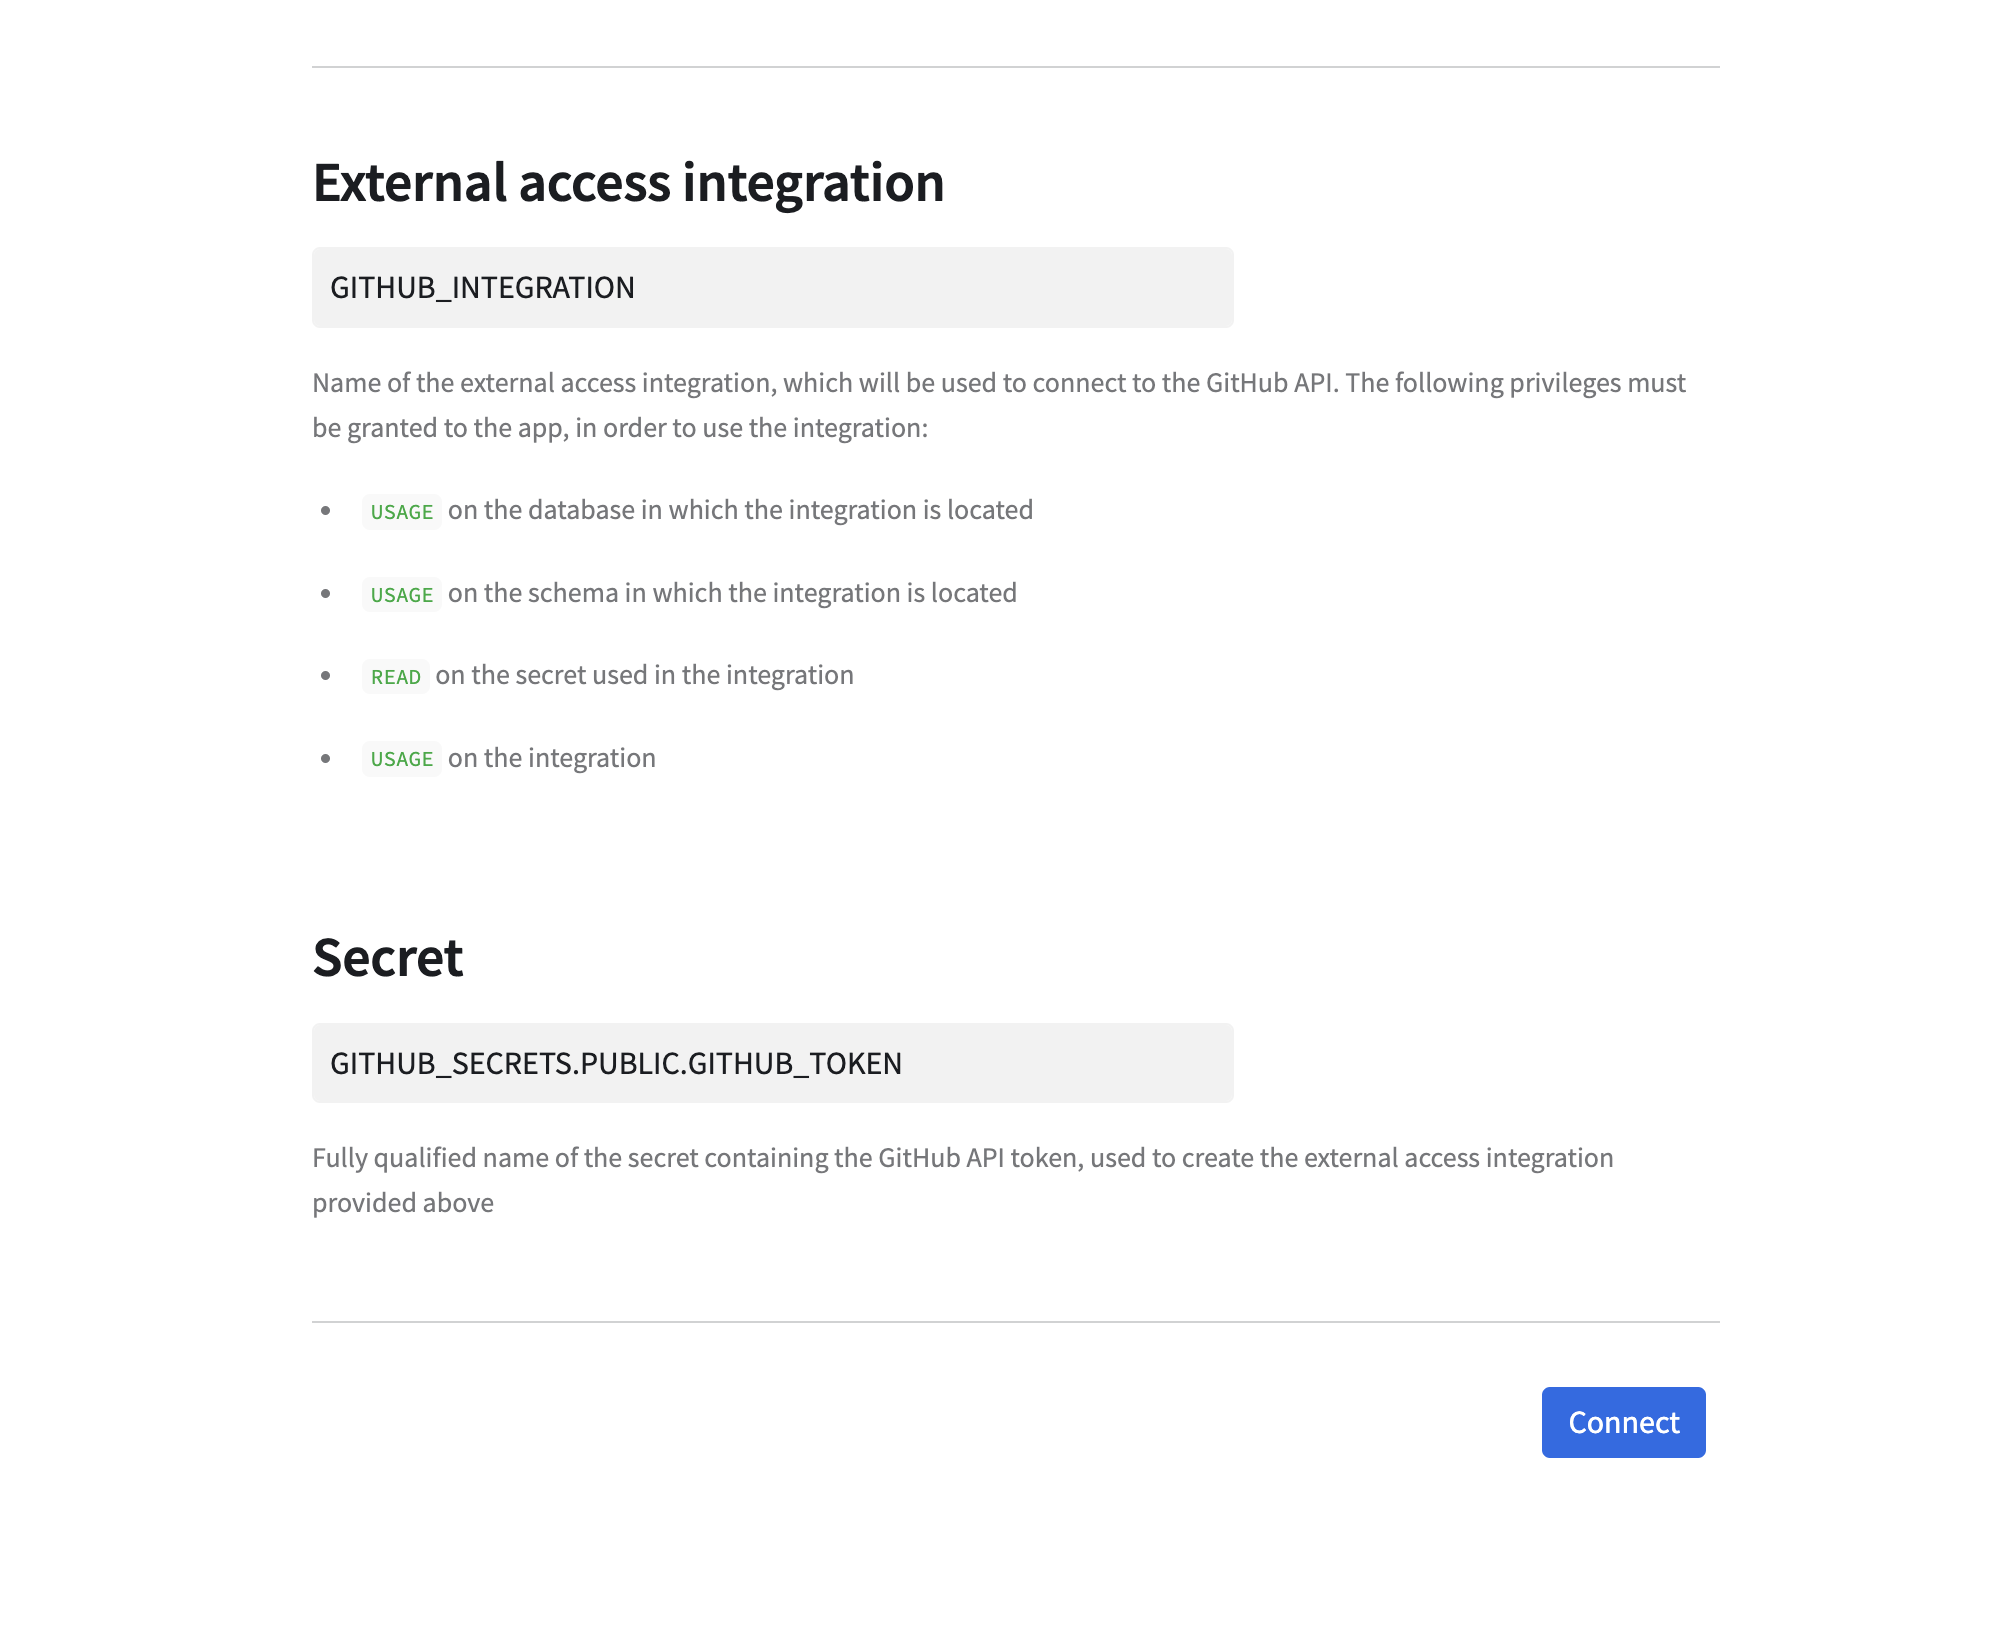 External access integration
GITHUB_INTEGRATION
Name of the external access integration, which will be used to connect to the GitHub API. The following privileges must
be granted to the app, in order to use the integration:
• USAGE on the database in which the integration is located
• USAGE on the schema in which the integration is located
• READ on the secret used in the integration
• USAGE on the integration
Secret
GITHUB_SECRETS.PUBLIC.GITHUB_TOKEN
Fully qualified name of the secret containing the GitHub API token, used to create the external access integration
provided above
Connect